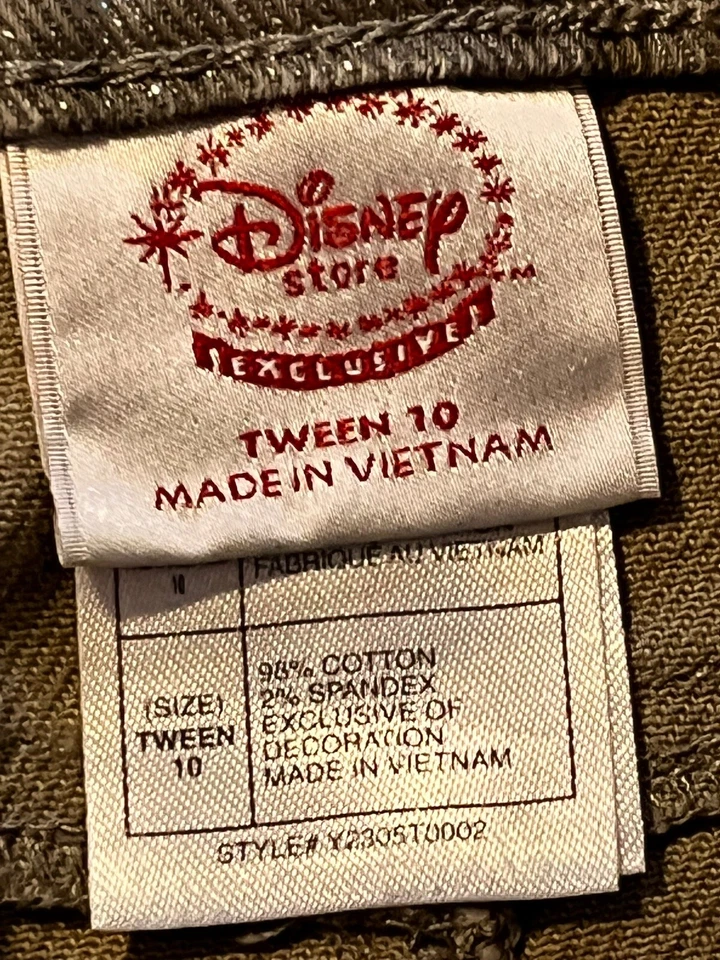 Disney
store
TM
EXCLUSIVE
TWEEN 10
MADE IN VIETNAM
10
FABRIQUE AU VIETNAM
98% COTTON
2% SPANDEX
EXCLUSIVE OF
DECORATION
MADE IN VIETNAM
(SIZE)
TWEEN
10
STYLE# Y2305T0002